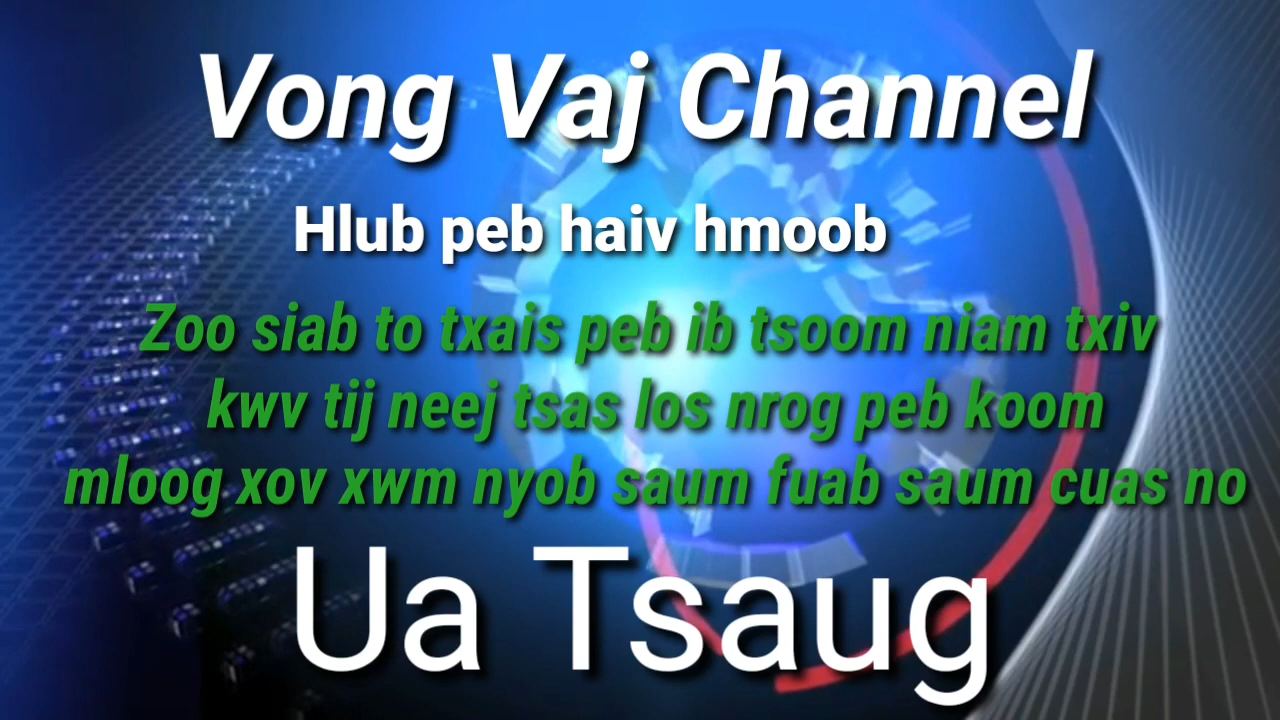 Vong Vaj Channel
Hlub peb haiv hmoob
Zoo siab to txais peb ib tsoom niam txiv
kwv tij neej tsas los nrog peb koom
mloog xov xwm nyob saum fuab saum cuas no
Ua Tsaug